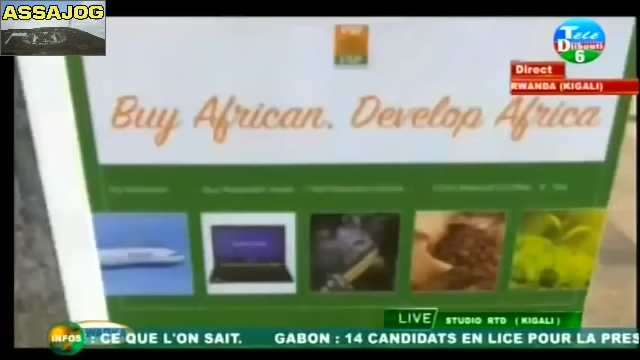 ASSAJOG
Tele
Djibouti
6
Direct
RWANDA (KIGALI)
Buy African. Develop Africa
LIVE STUDIO RTD ( KIGALI )
INFOS : CE QUE L'ON SAIT. GABON : 14 CANDIDATS EN LICE POUR LA PRES